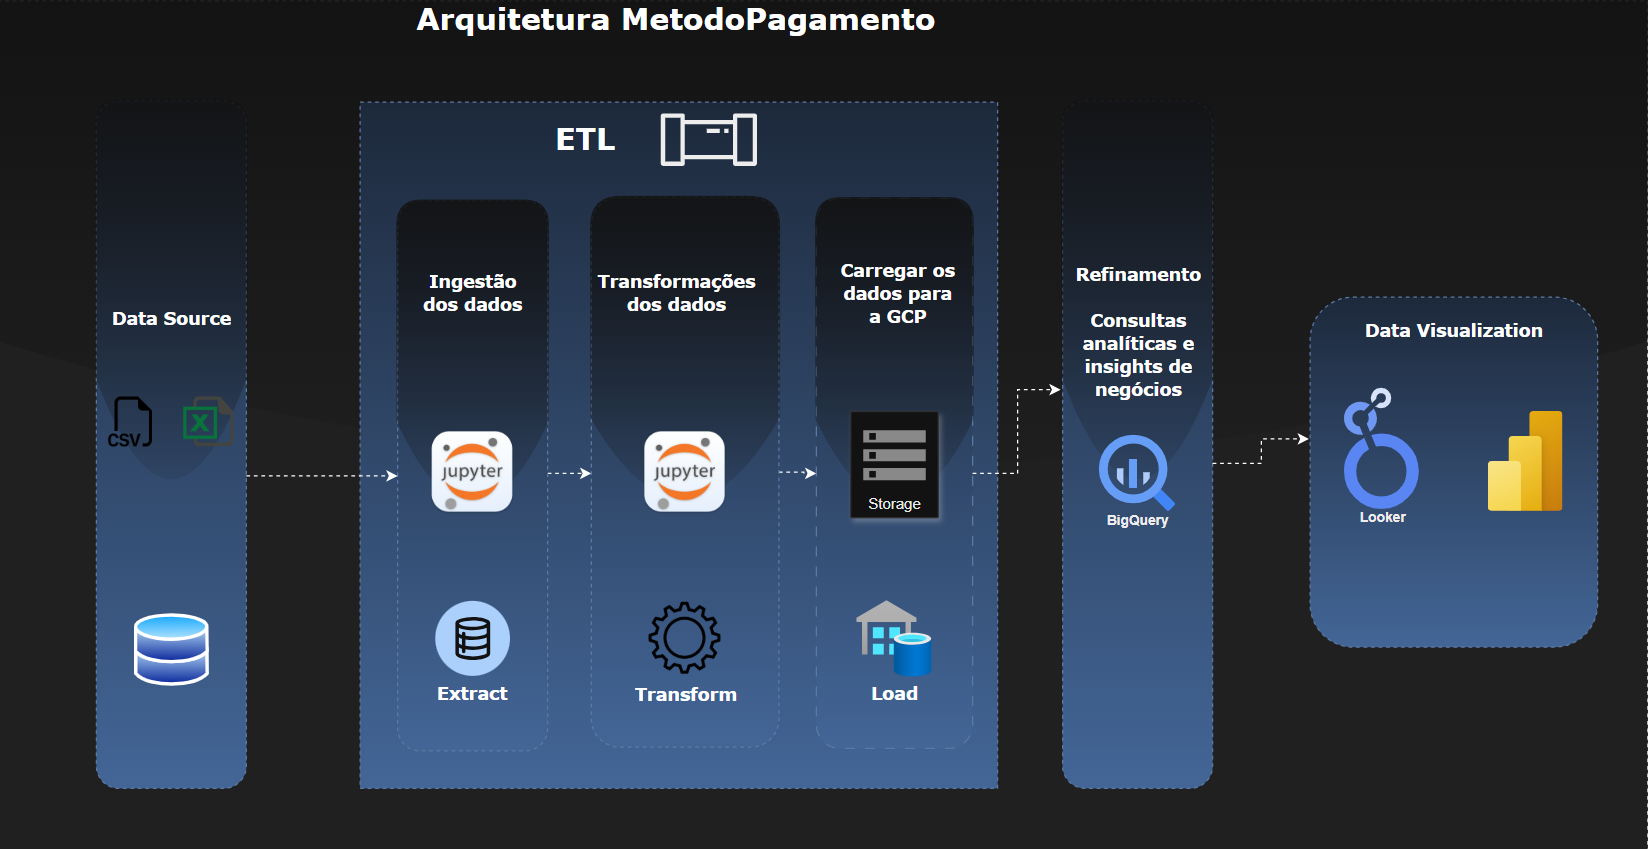 Arquitetura MetodoPagamento
Data Source
CSV
X
ETL
Ingestão
dos dados
jupyter
Extract
Transformações
dos dados
jupyter
Transform
Carregar os
dados para
a GCP
Storage
Load
Refinamento
Consultas
analíticas e
insights de
negócios
BigQuery
Data Visualization
Looker